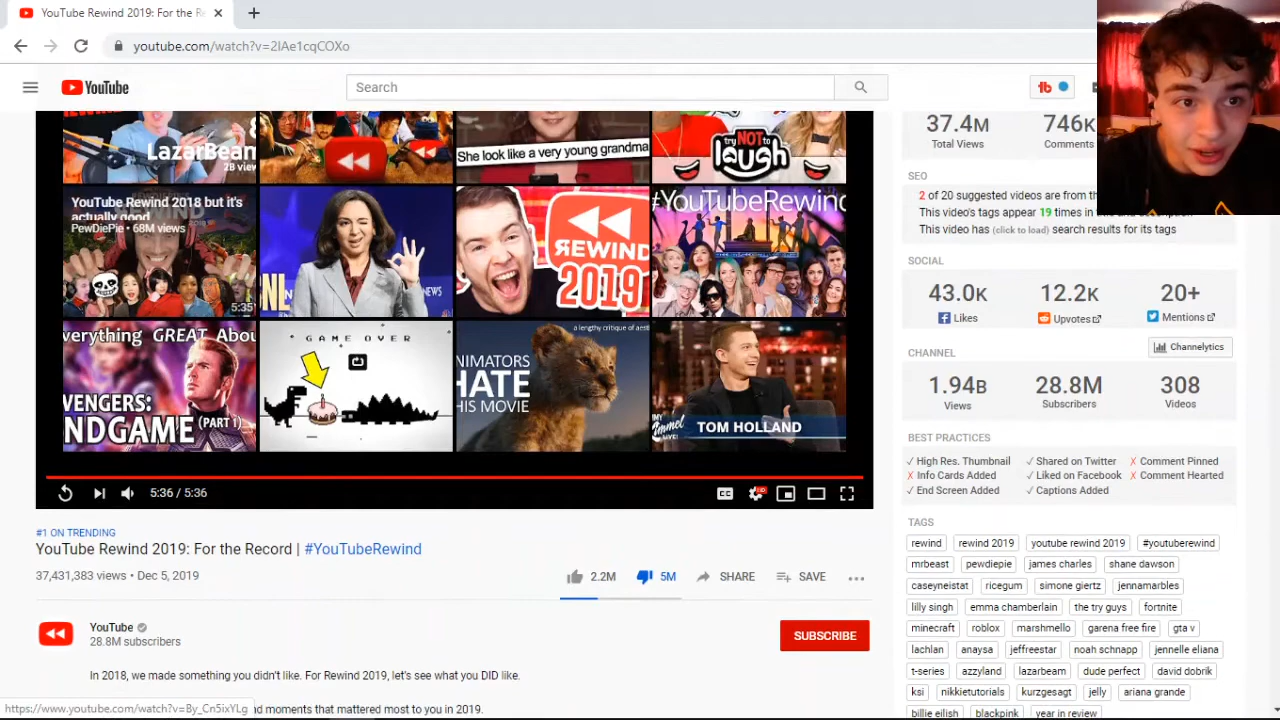 YouTube Rewind 2019: For the Re
youtube.com/watch?v=2lAe1cqCOXo
YouTube
Search
tb
37.4M
746K
Total Views
Comments
LazarBeam
2B view
She look like a very young grandma
try NOT to laugh
SEO
2 of 20 suggested videos are from the
This video's tags appear 19 times in
This video has (click to load) search results for its tags
YouTube Rewind 2018 but it's
actually good
PewDiePie • 68M views
5:35
NI
NEWS
REWIND
2019
#YouTubeRewind
SOCIAL
43.0K
12.2K
20+
Likes
Upvotes
Mentions
everything GREAT Abou
VENGERS:
NDGAME (PART 1)
GAME OVER
a lengthy critique of aest
NIMATORS
HATE
HIS MOVIE
TOM HOLLAND
CHANNEL
Channelytics
1.94B
28.8M
308
Views
Subscribers
Videos
BEST PRACTICES
High Res. Thumbnail
Shared on Twitter
Comment Pinned
Info Cards Added
Liked on Facebook
Comment Hearted
End Screen Added
Captions Added
5:36 / 5:36
CC
HD
#1 ON TRENDING
YouTube Rewind 2019: For the Record | #YouTubeRewind
37,431,383 views • Dec 5, 2019
2.2M
5M
SHARE
SAVE
YouTube
28.8M subscribers
SUBSCRIBE
In 2018, we made something you didn't like. For Rewind 2019, let's see what you DID like.
https://www.youtube.com/watch?v=By_Cn5ixYLg
nd moments that mattered most to you in 2019.
TAGS
rewind
rewind 2019
youtube rewind 2019
#youtuberewind
mrbeast
pewdiepie
james charles
shane dawson
caseyneistat
ricegum
simone giertz
jennamarbles
lilly singh
emma chamberlain
the try guys
fortnite
minecraft
roblox
marshmello
garena free fire
gta v
lachlan
anaysa
jeffreestar
noah schnapp
jennelle eliana
t-series
azzyland
lazarbeam
dude perfect
david dobrik
ksi
nikkietutorials
kurzgesagt
jelly
ariana grande
billie eilish
blackpink
year in review